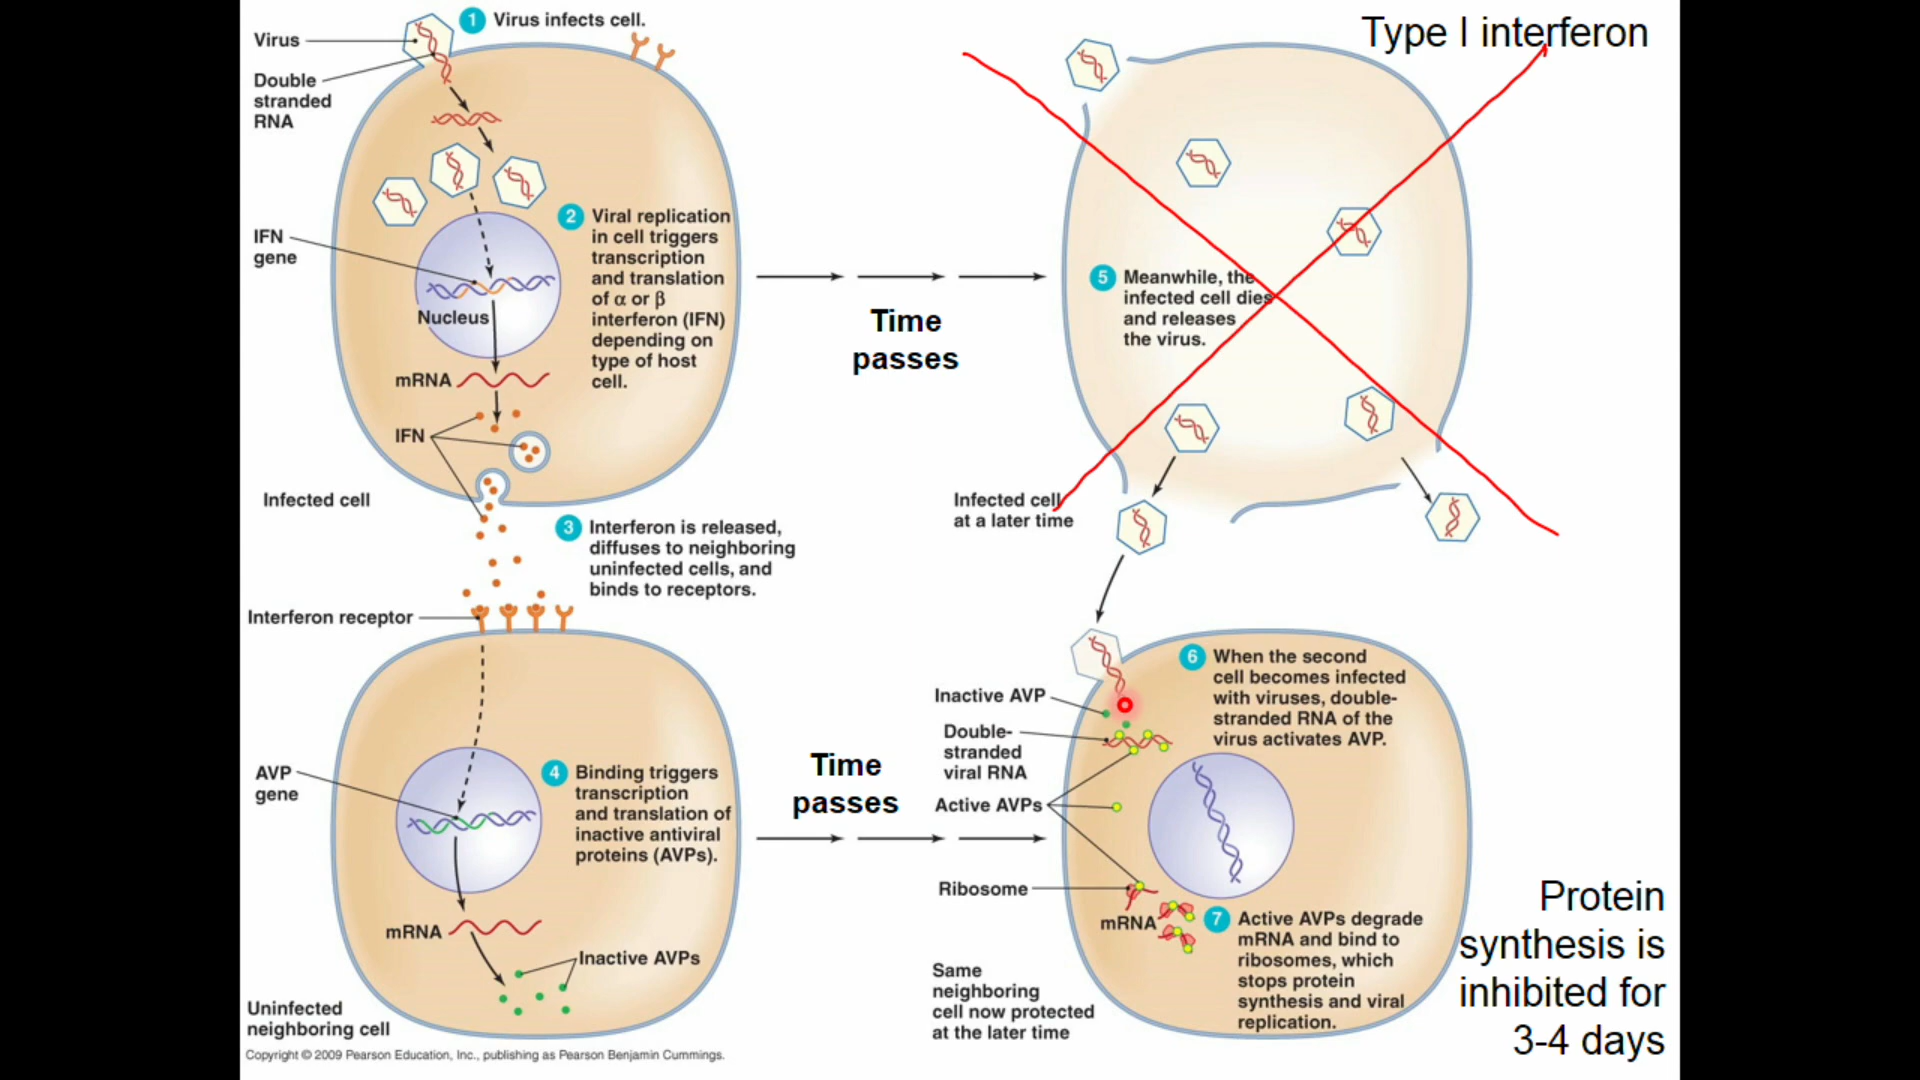 Type I interferon
1 Virus infects cell.
Virus
Double
stranded
RNA
IFN
gene
2 Viral replication
in cell triggers
transcription
and translation
of α or β
interferon (IFN)
depending on
type of host
cell.
Nucleus
mRNA
IFN
Infected cell
Time
passes
5 Meanwhile, the
infected cell dies
and releases
the virus.
Infected cell
at a later time
3 Interferon is released,
diffuses to neighboring
uninfected cells, and
binds to receptors.
Interferon receptor
AVP
gene
4 Binding triggers
transcription
and translation of
inactive antiviral
proteins (AVPs).
mRNA
Inactive AVPs
Uninfected
neighboring cell
Time
passes
6 When the second
cell becomes infected
with viruses, double-
stranded RNA of the
virus activates AVP.
Inactive AVP
Double-
stranded
viral RNA
Active AVPs
Ribosome
mRNA
7 Active AVPs degrade
mRNA and bind to
ribosomes, which
stops protein
synthesis and viral
replication.
Same
neighboring
cell now protected
at the later time
Protein
synthesis is
inhibited for
3-4 days
Copyright © 2009 Pearson Education, Inc., publishing as Pearson Benjamin Cummings.